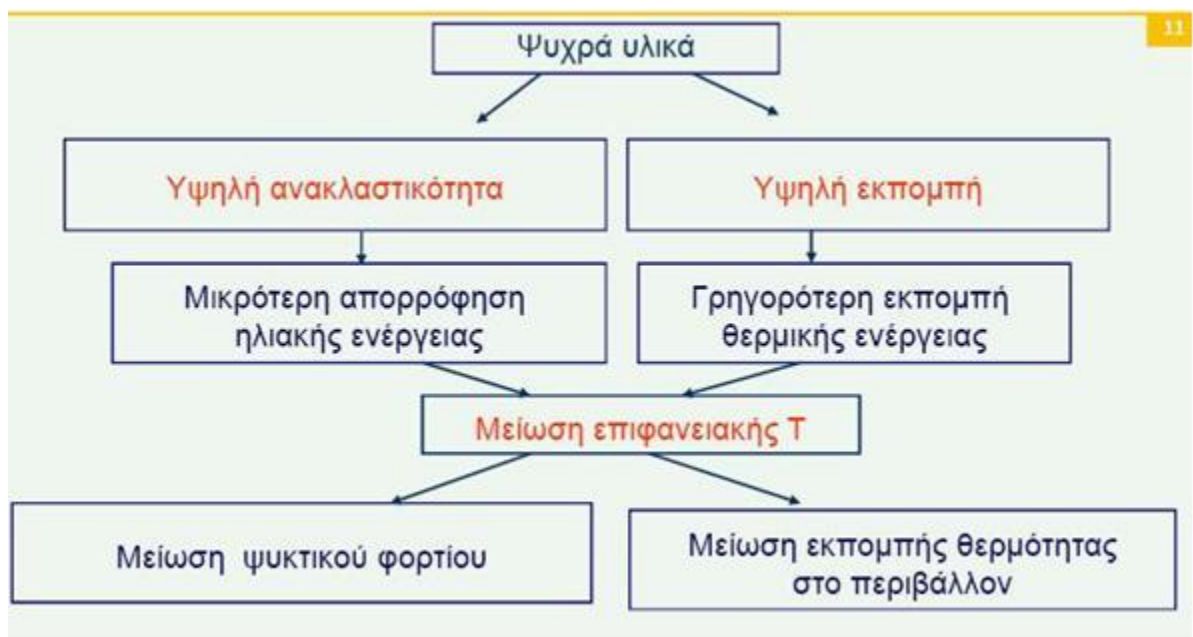 11
Ψυχρά υλικά
Υψηλή ανακλαστικότητα
Υψηλή εκπομπή
Μικρότερη απορρόφηση
ηλιακής ενέργειας
Γρηγορότερη εκπομπή
θερμικής ενέργειας
Μείωση επιφανειακής Τ
Μείωση ψυκτικού φορτίου
Μείωση εκπομπής θερμότητας
στο περιβάλλον